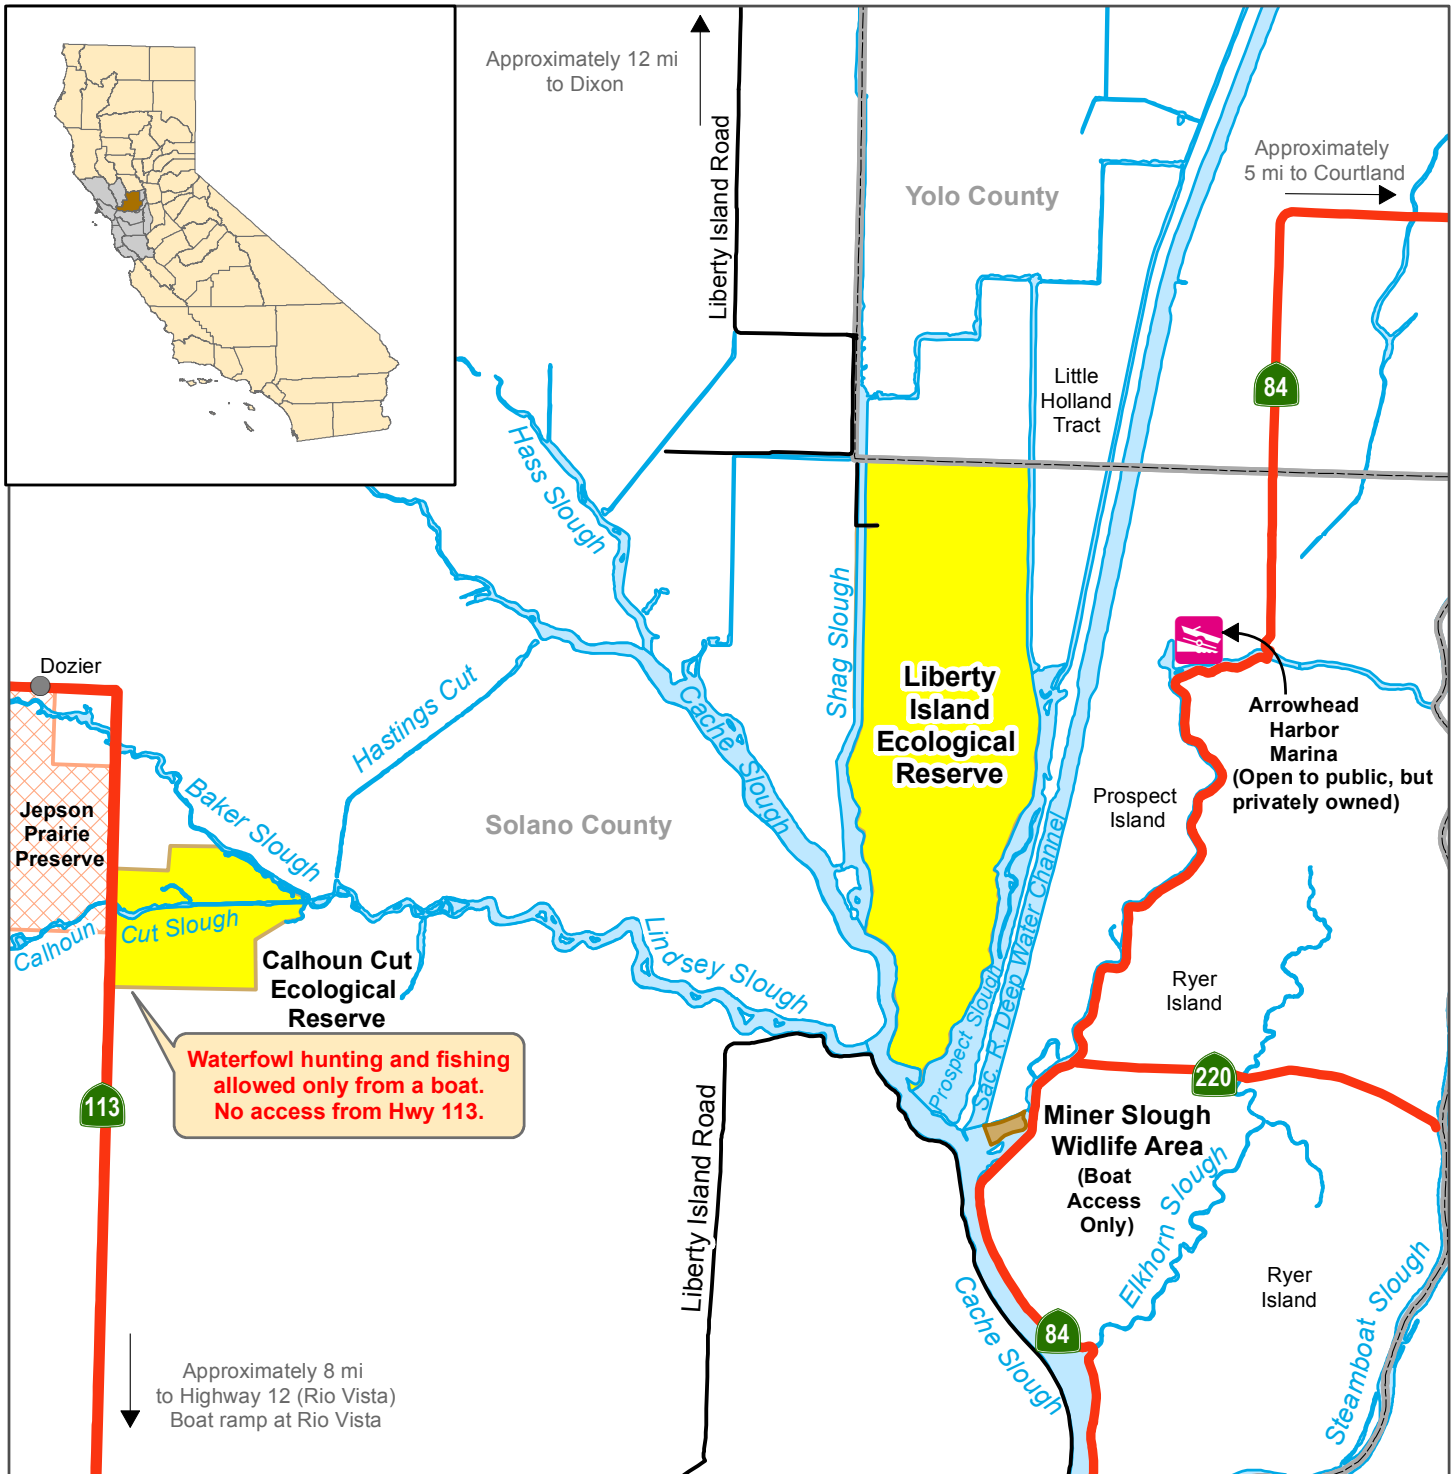 Approximately 12 mi
to Dixon
Liberty Island Road
Yolo County
Approximately
5 mi to Courtland
84
Little
Holland
Tract
Hass Slough
Shag Slough
Liberty
Island
Ecological
Reserve
Dozier
Hastings Cut
Cache Slough
Arrowhead
Harbor
Marina
(Open to public, but
privately owned)
Prospect
Island
Jepson
Prairie
Preserve
Baker Slough
Solano County
Calhoun
Cut Slough
Calhoun Cut
Ecological
Reserve
Lindsey Slough
Prospect Slough
Sac. R. Deep Water Channel
Ryer
Island
Waterfowl hunting and fishing
allowed only from a boat.
No access from Hwy 113.
113
220
Liberty Island Road
Miner Slough
Widlife Area
(Boat
Access
Only)
Elkhorn Slough
Ryer
Island
Cache Slough
84
Steamboat Slough
Approximately 8 mi
to Highway 12 (Rio Vista)
Boat ramp at Rio Vista